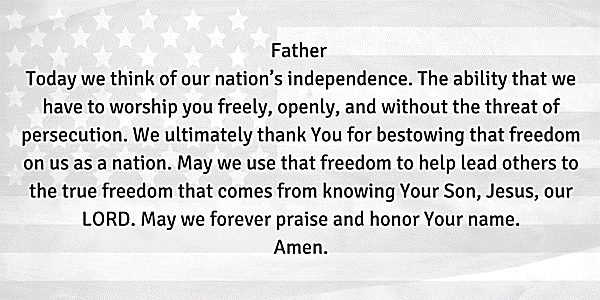 Father
Today we think of our nation’s independence. The ability that we
have to worship you freely, openly, and without the threat of
persecution. We ultimately thank You for bestowing that freedom
on us as a nation. May we use that freedom to help lead others to
the true freedom that comes from knowing Your Son, Jesus, our
LORD. May we forever praise and honor Your name.
Amen.